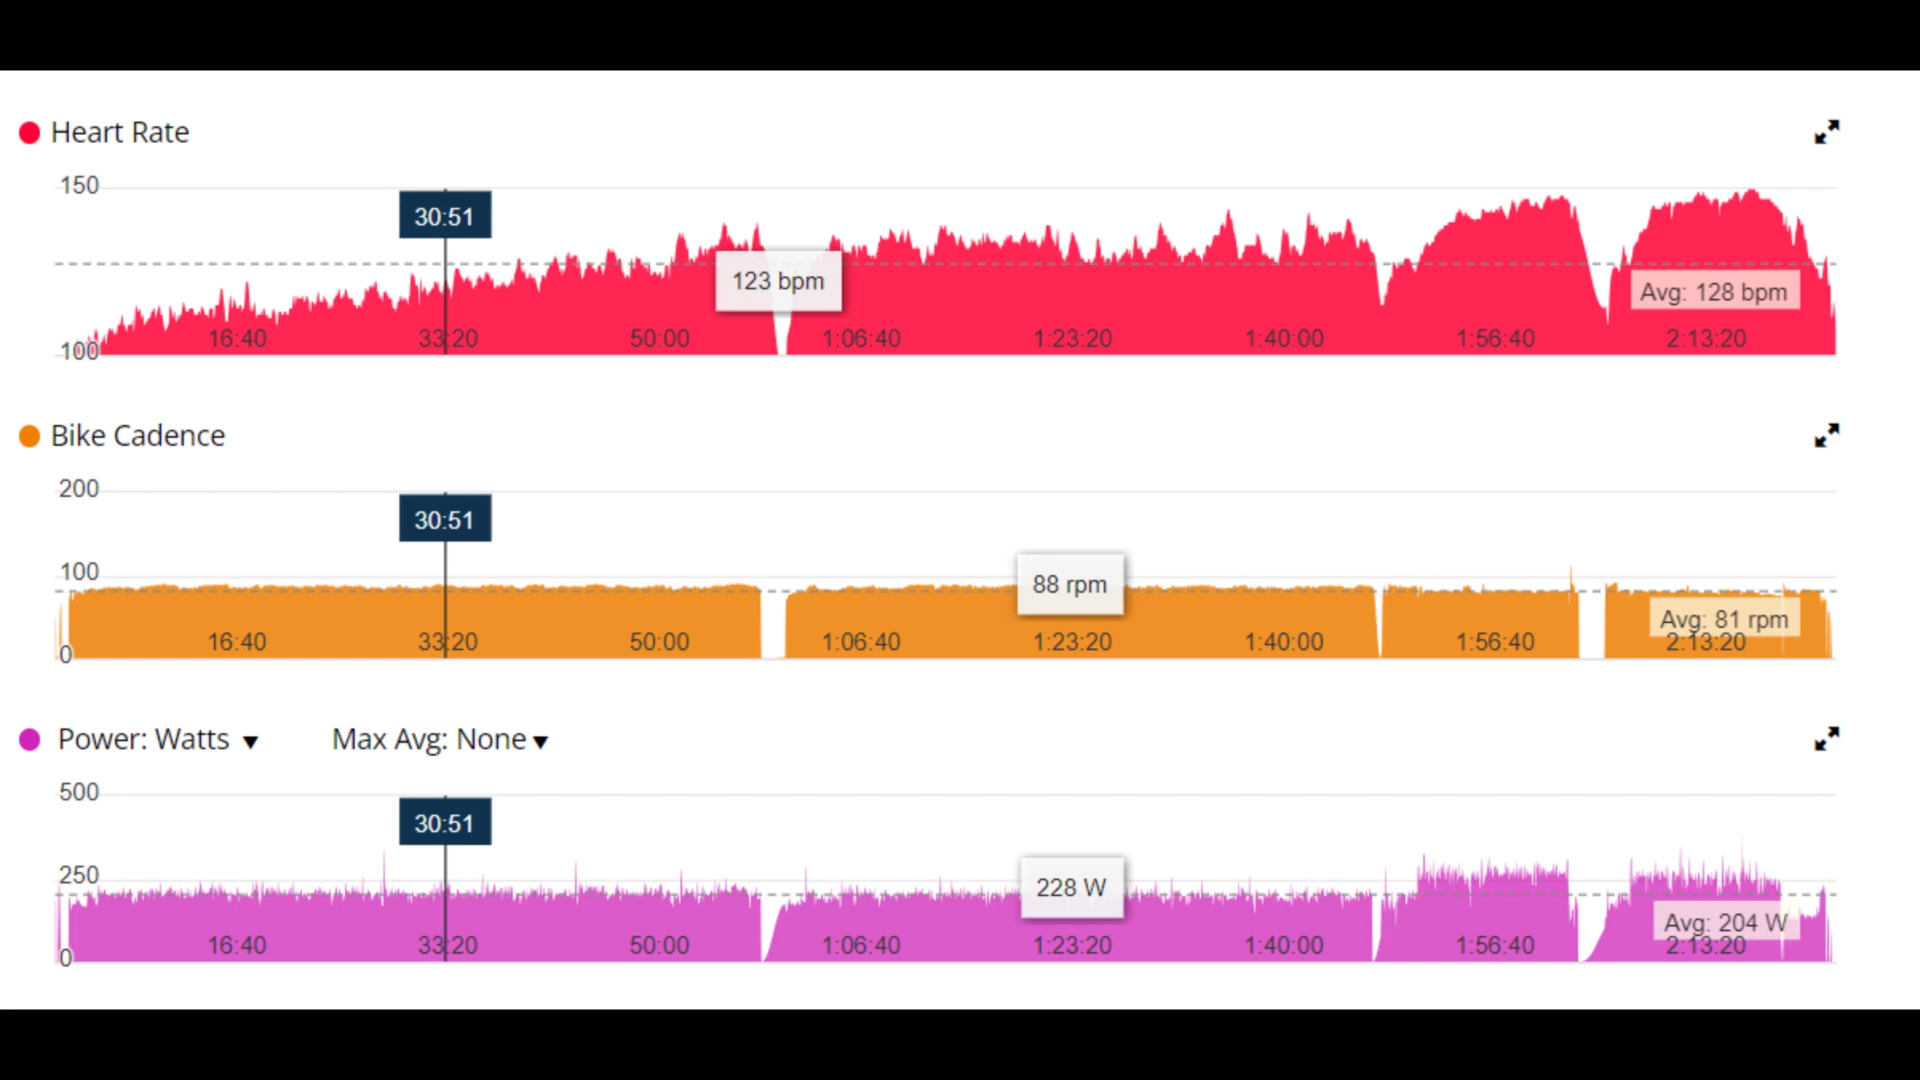 Heart Rate
150
30:51
123 bpm
Avg: 128 bpm
100
16:40 33:20 50:00 1:06:40 1:23:20 1:40:00 1:56:40 2:13:20
Bike Cadence
200
30:51
100
88 rpm
Avg: 81 rpm
0
16:40 33:20 50:00 1:06:40 1:23:20 1:40:00 1:56:40 2:13:20
Power: Watts ▼ Max Avg: None ▼
500
30:51
250
228 W
Avg: 204 W
0
16:40 33:20 50:00 1:06:40 1:23:20 1:40:00 1:56:40 2:13:20